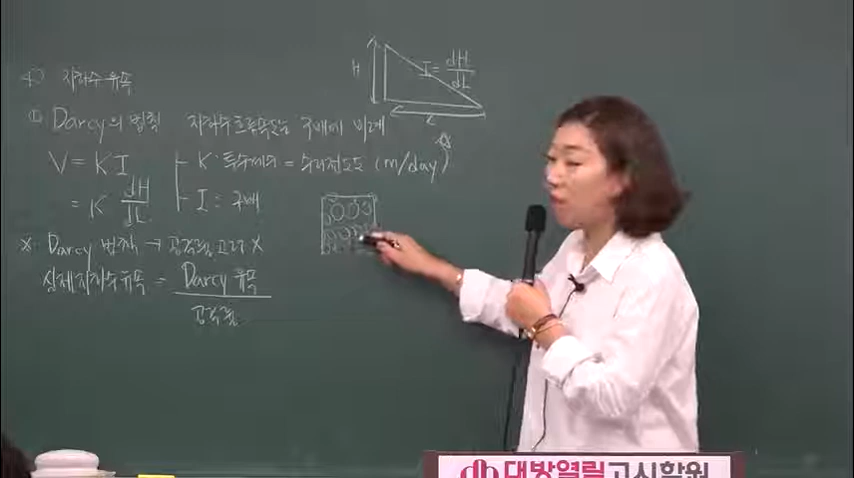 4) 지하수 유속
① Darcy의 법칙 지하수흐름속도는 구배에 비례
V = KI
= K dH/dL
K: 투수계수 = 수리전도도 (m/day)
I: 구배
※ Darcy 법칙 → 공극률 고려 X
실제지하수유속 = Darcy 유속
공극률
H
I = dH/dL
L
대방열림고시학원